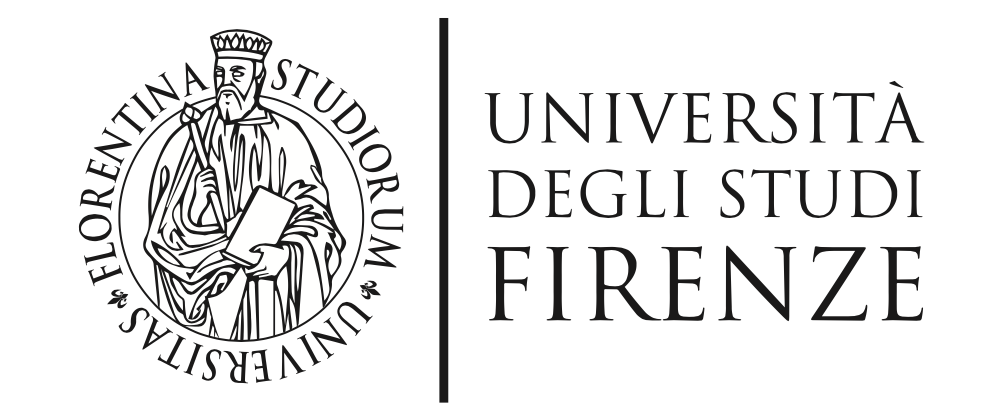 FLORENTINA STUDIORUM
UNIVERSITAS
UNIVERSITÀ
DEGLI STUDI
FIRENZE